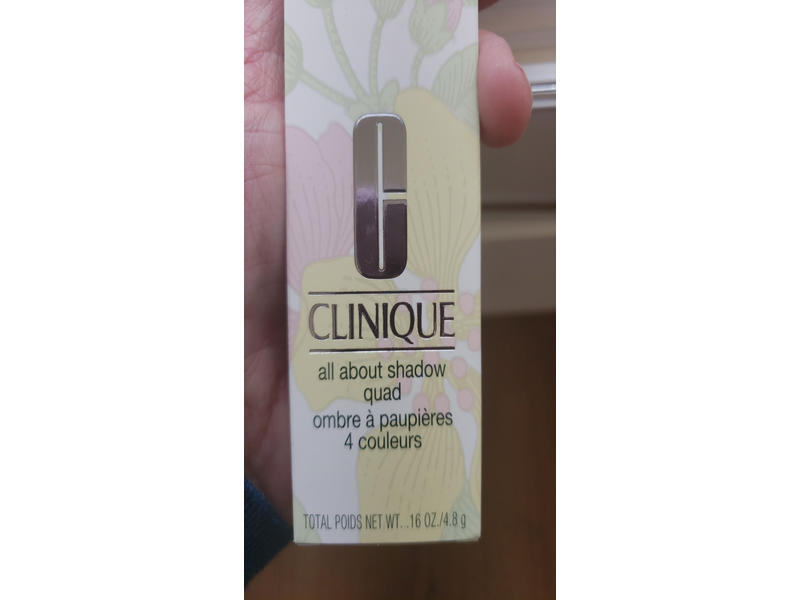 CLINIQUE
all about shadow
quad
ombre à paupières
4 couleurs
TOTAL POIDS NET WT. .16 OZ./4.8 g